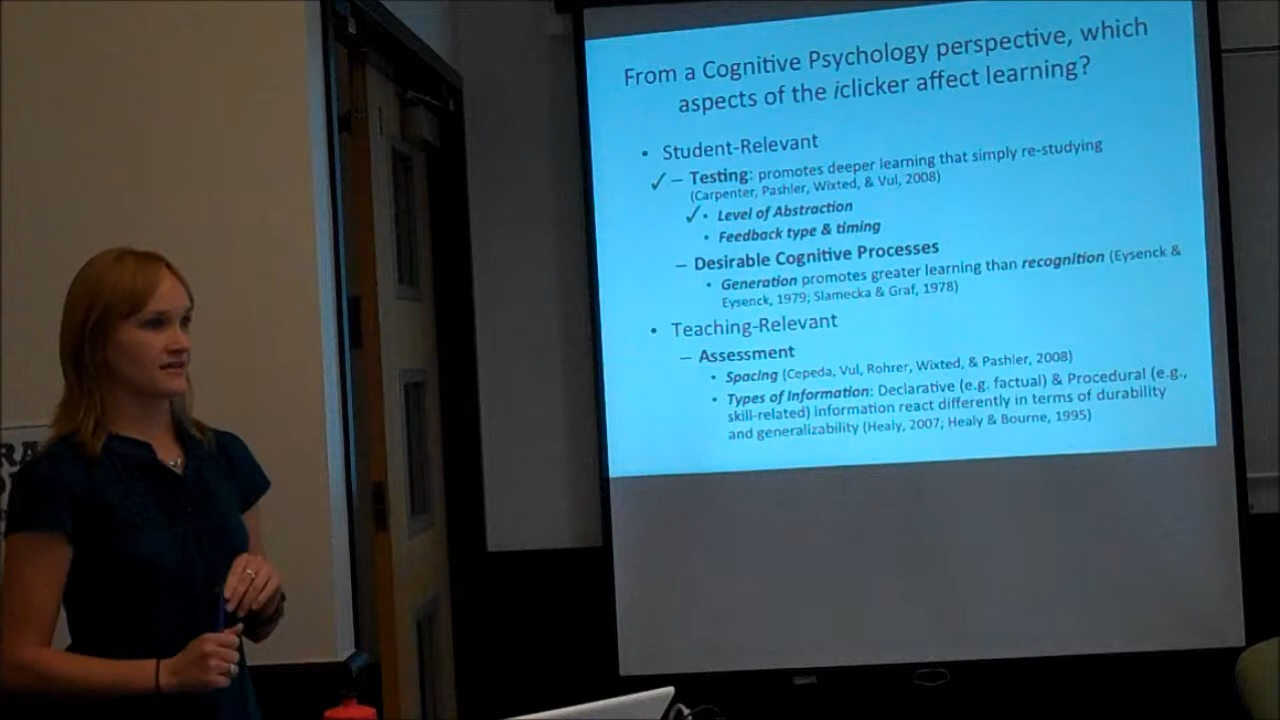 From a Cognitive Psychology perspective, which
aspects of the iclicker affect learning?
• Student-Relevant
✓ – Testing: promotes deeper learning that simply re-studying
(Carpenter, Pashler, Wixted, & Vul, 2008)
✓ • Level of Abstraction
• Feedback type & timing
– Desirable Cognitive Processes
• Generation promotes greater learning than recognition (Eysenck &
Eysenck, 1979; Slamecka & Graf, 1978)
• Teaching-Relevant
– Assessment
• Spacing (Cepeda, Vul, Rohrer, Wixted, & Pashler, 2008)
• Types of Information: Declarative (e.g. factual) & Procedural (e.g.,
skill-related) information react differently in terms of durability
and generalizability (Healy, 2007; Healy & Bourne, 1995)